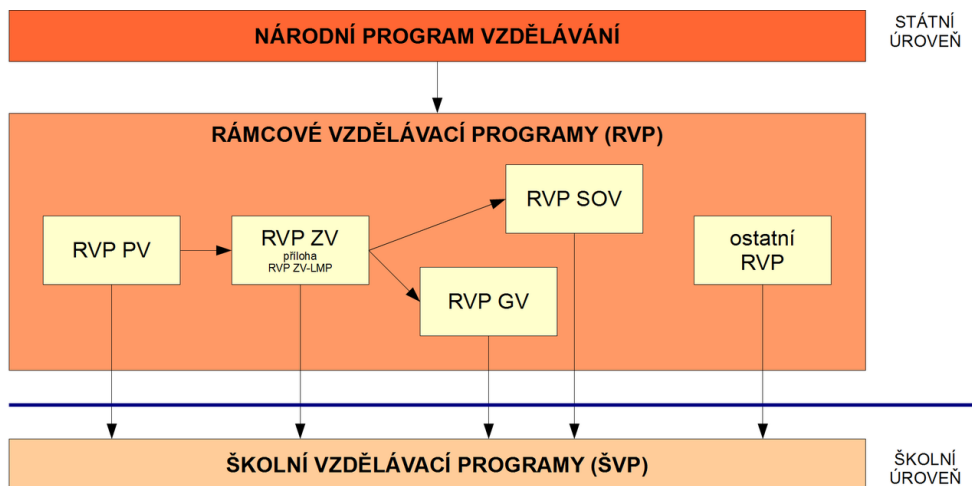 NÁRODNÍ PROGRAM VZDĚLÁVÁNÍ
STÁTNÍ
ÚROVEŇ
RÁMCOVÉ VZDĚLÁVACÍ PROGRAMY (RVP)
RVP PV
RVP ZV
příloha
RVP ZV-LMP
RVP SOV
RVP GV
ostatní
RVP
ŠKOLNÍ VZDĚLÁVACÍ PROGRAMY (ŠVP)
ŠKOLNÍ
ÚROVEŇ